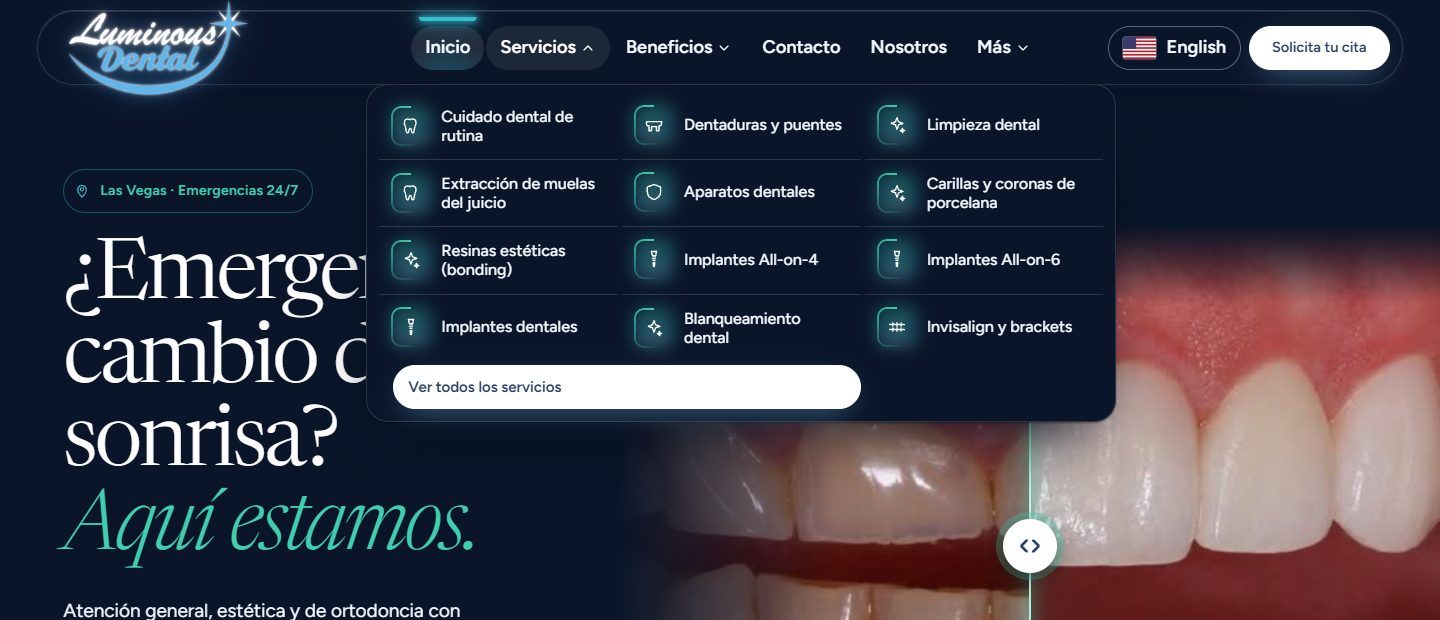 Luminous
Dental
Inicio
Servicios
Beneficios
Contacto
Nosotros
Más
English
Solicita tu cita
Cuidado dental de
rutina
Dentaduras y puentes
Limpieza dental
Extracción de muelas
del juicio
Aparatos dentales
Carillas y coronas de
porcelana
Resinas estéticas
(bonding)
Implantes All-on-4
Implantes All-on-6
Implantes dentales
Blanqueamiento
dental
Invisalign y brackets
Ver todos los servicios
Las Vegas · Emergencias 24/7
cambio
sonrisa?
Aquí estamos.
Atención general, estética y de ortodoncia con